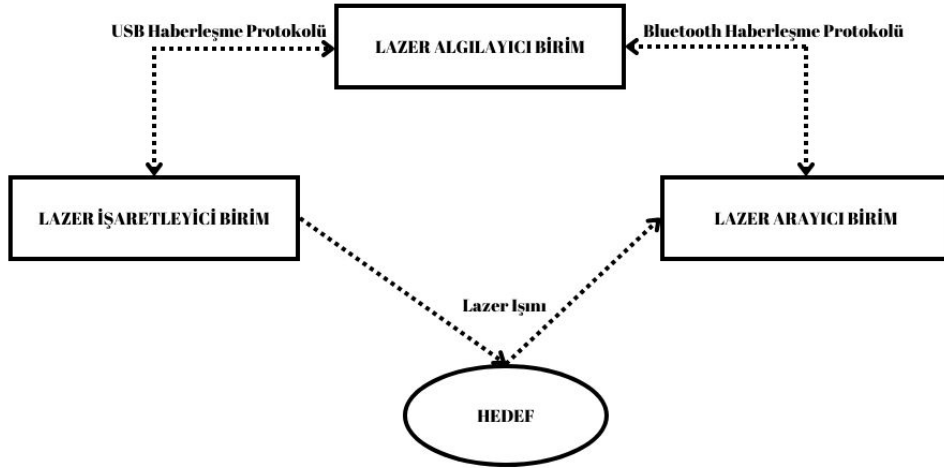 USB Haberleşme Protokolü
LAZER ALGILAYICI BİRİM
Bluetooth Haberleşme Protokolü
LAZER İŞARETLEYİCİ BİRİM
LAZER ARAYICI BİRİM
Lazer Işını
HEDEF